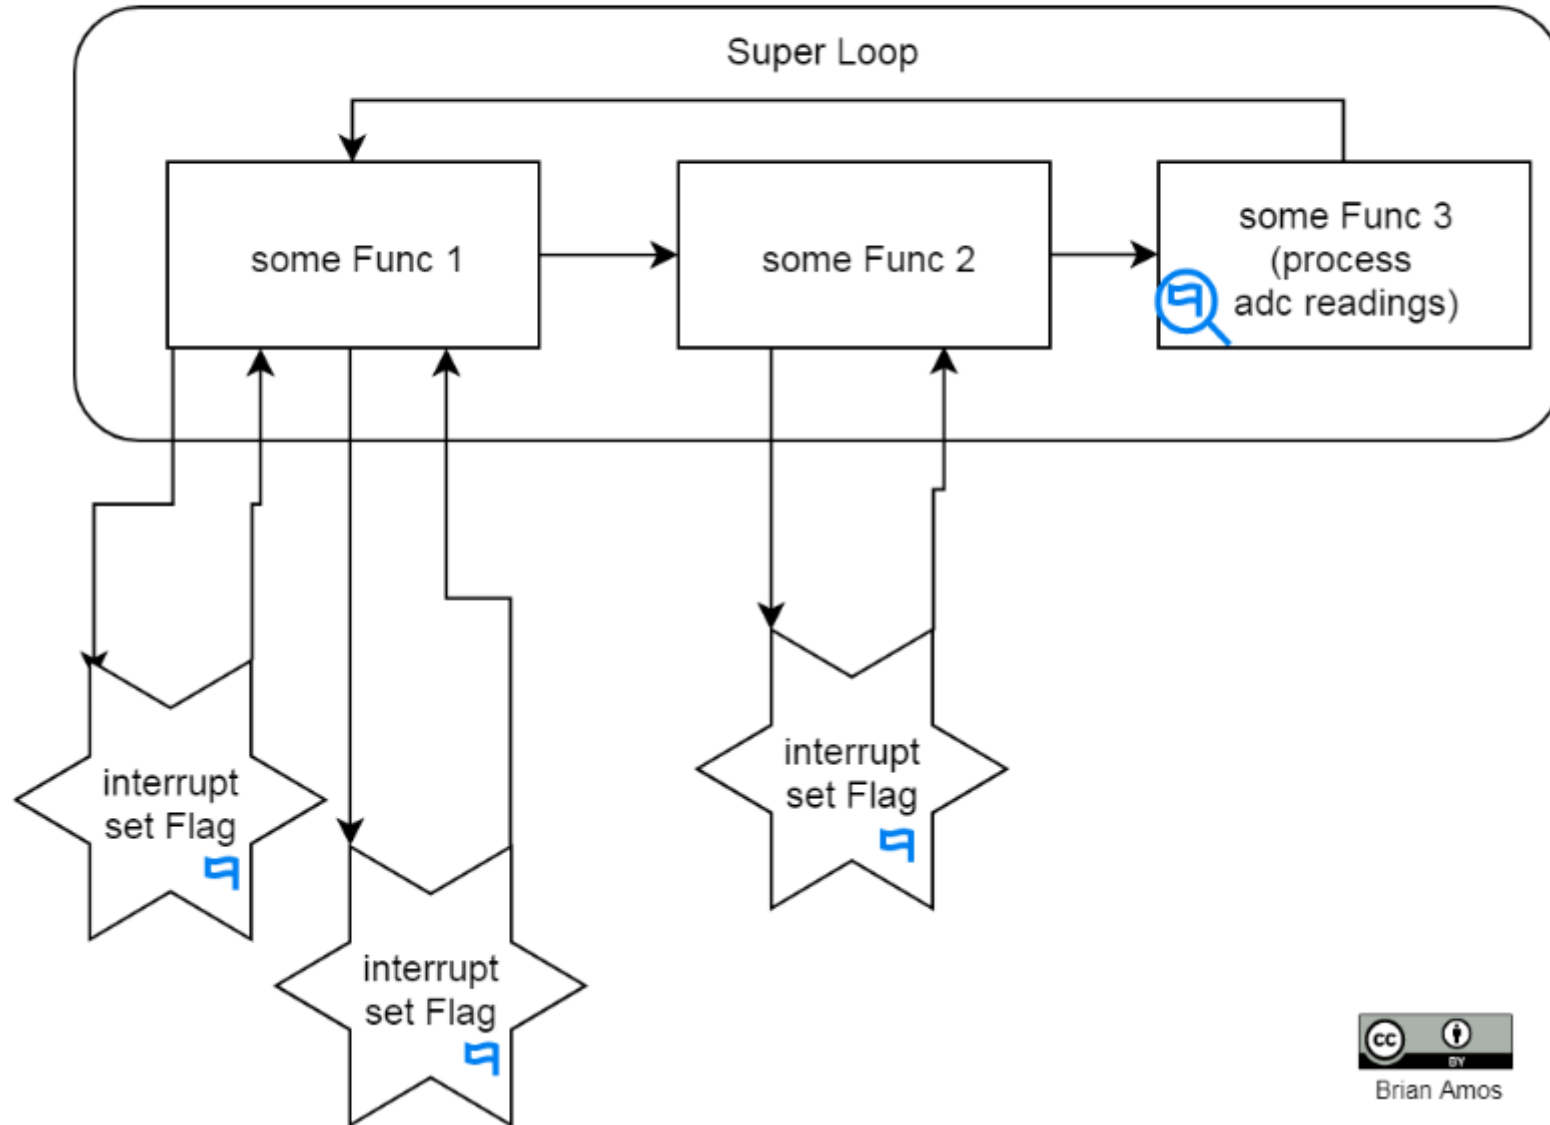 Super Loop
some Func 1
some Func 2
some Func 3
(process
adc readings)
interrupt
set Flag
interrupt
set Flag
interrupt
set Flag
cc
BY
Brian Amos